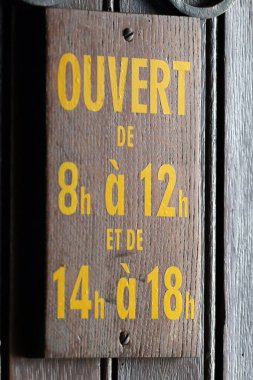 OUVERT
DE
8h à 12h
ET DE
14h à 18h